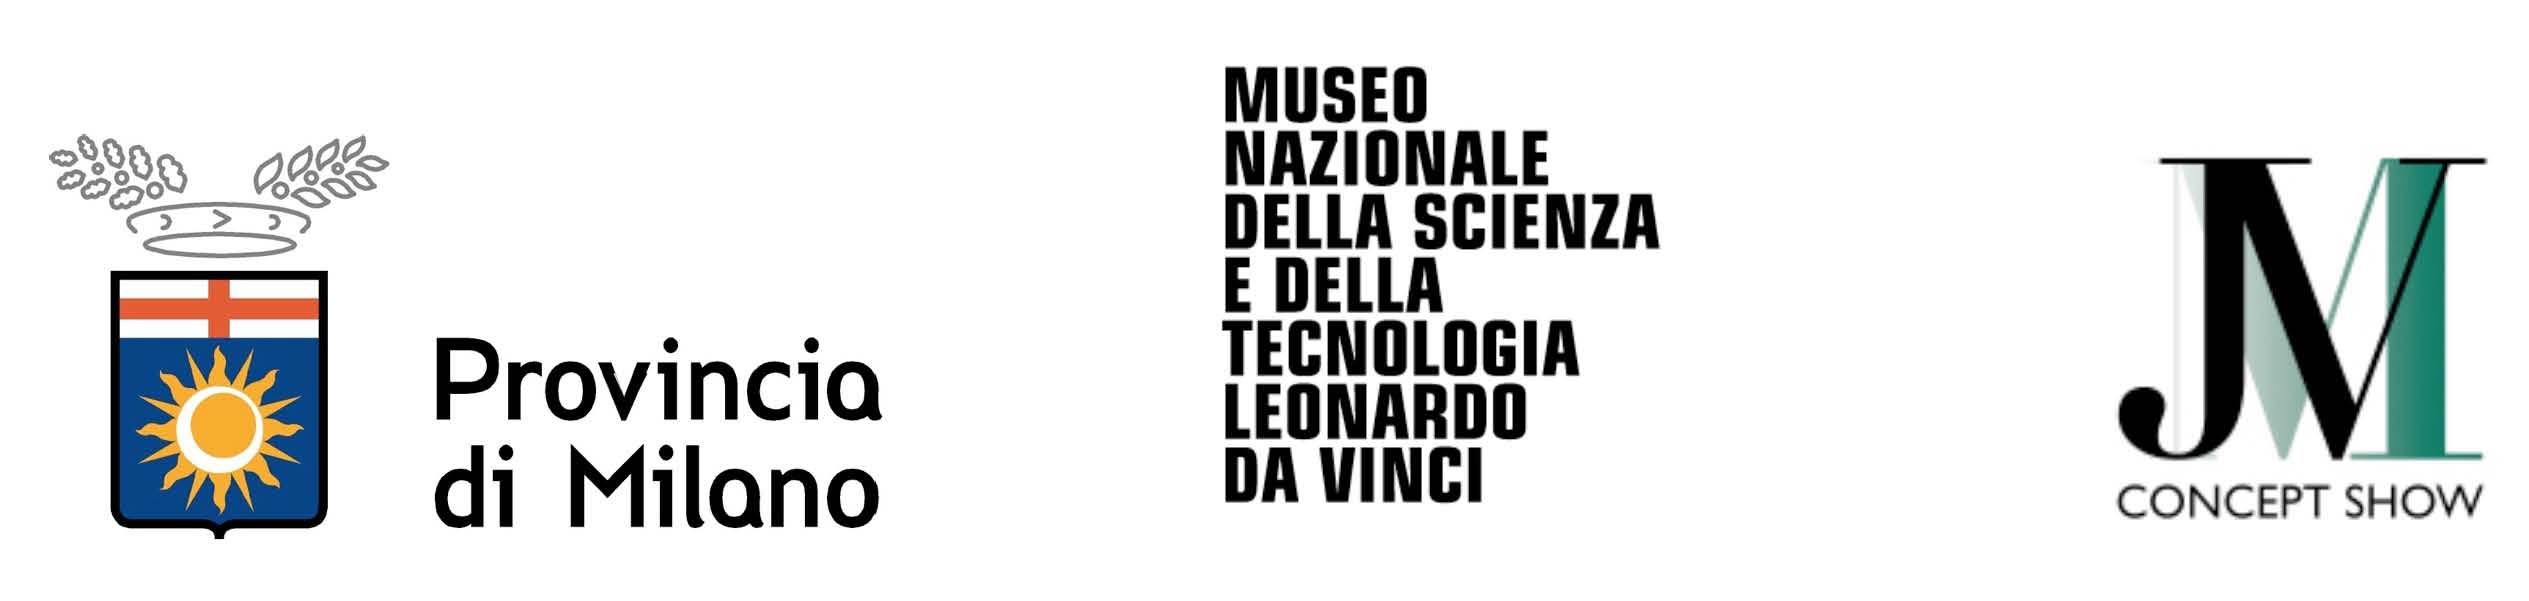 Provincia
di Milano
MUSEO
NAZIONALE
DELLA SCIENZA
E DELLA
TECNOLOGIA
LEONARDO
DA VINCI
JM
CONCEPT SHOW